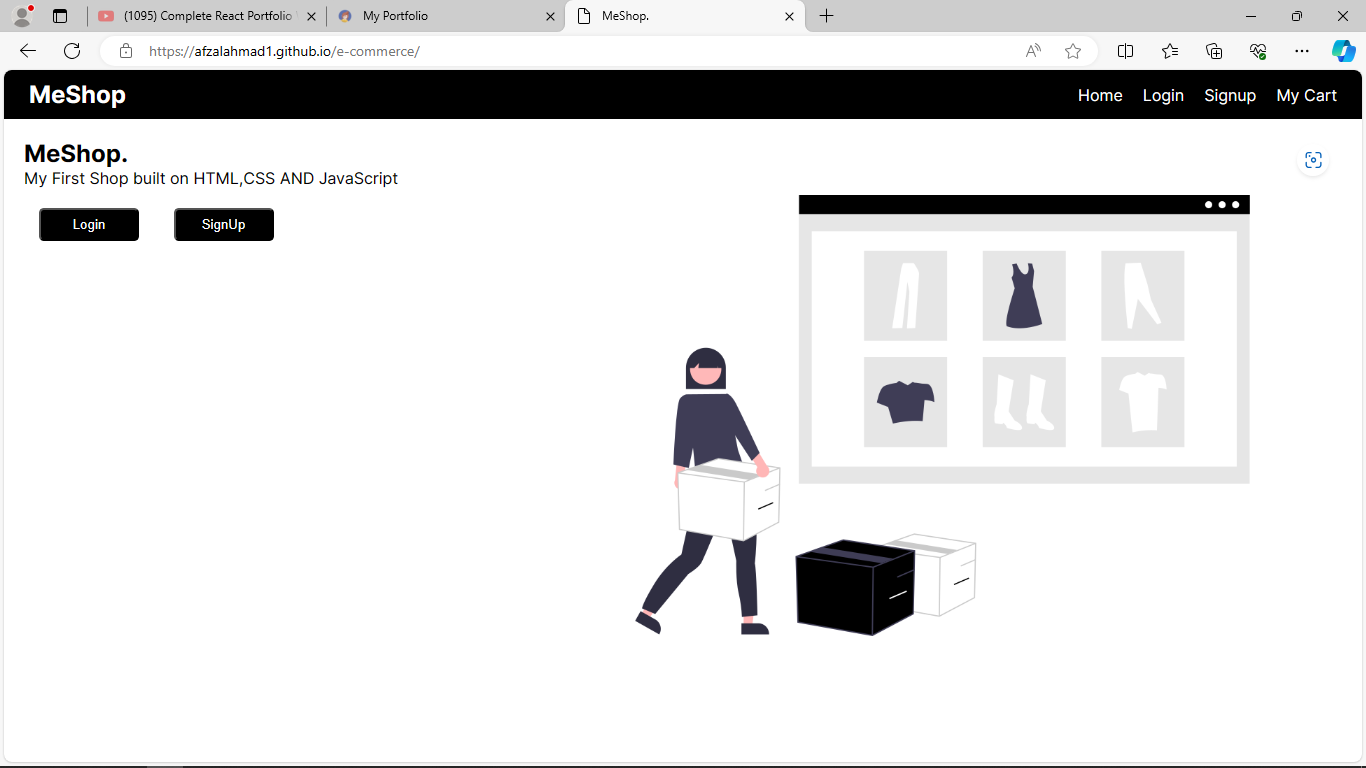 (1095) Complete React Portfolio
My Portfolio
MeShop.
https://afzalahmad1.github.io/e-commerce/
MeShop
Home Login Signup My Cart
MeShop.
My First Shop built on HTML,CSS AND JavaScript
Login SignUp